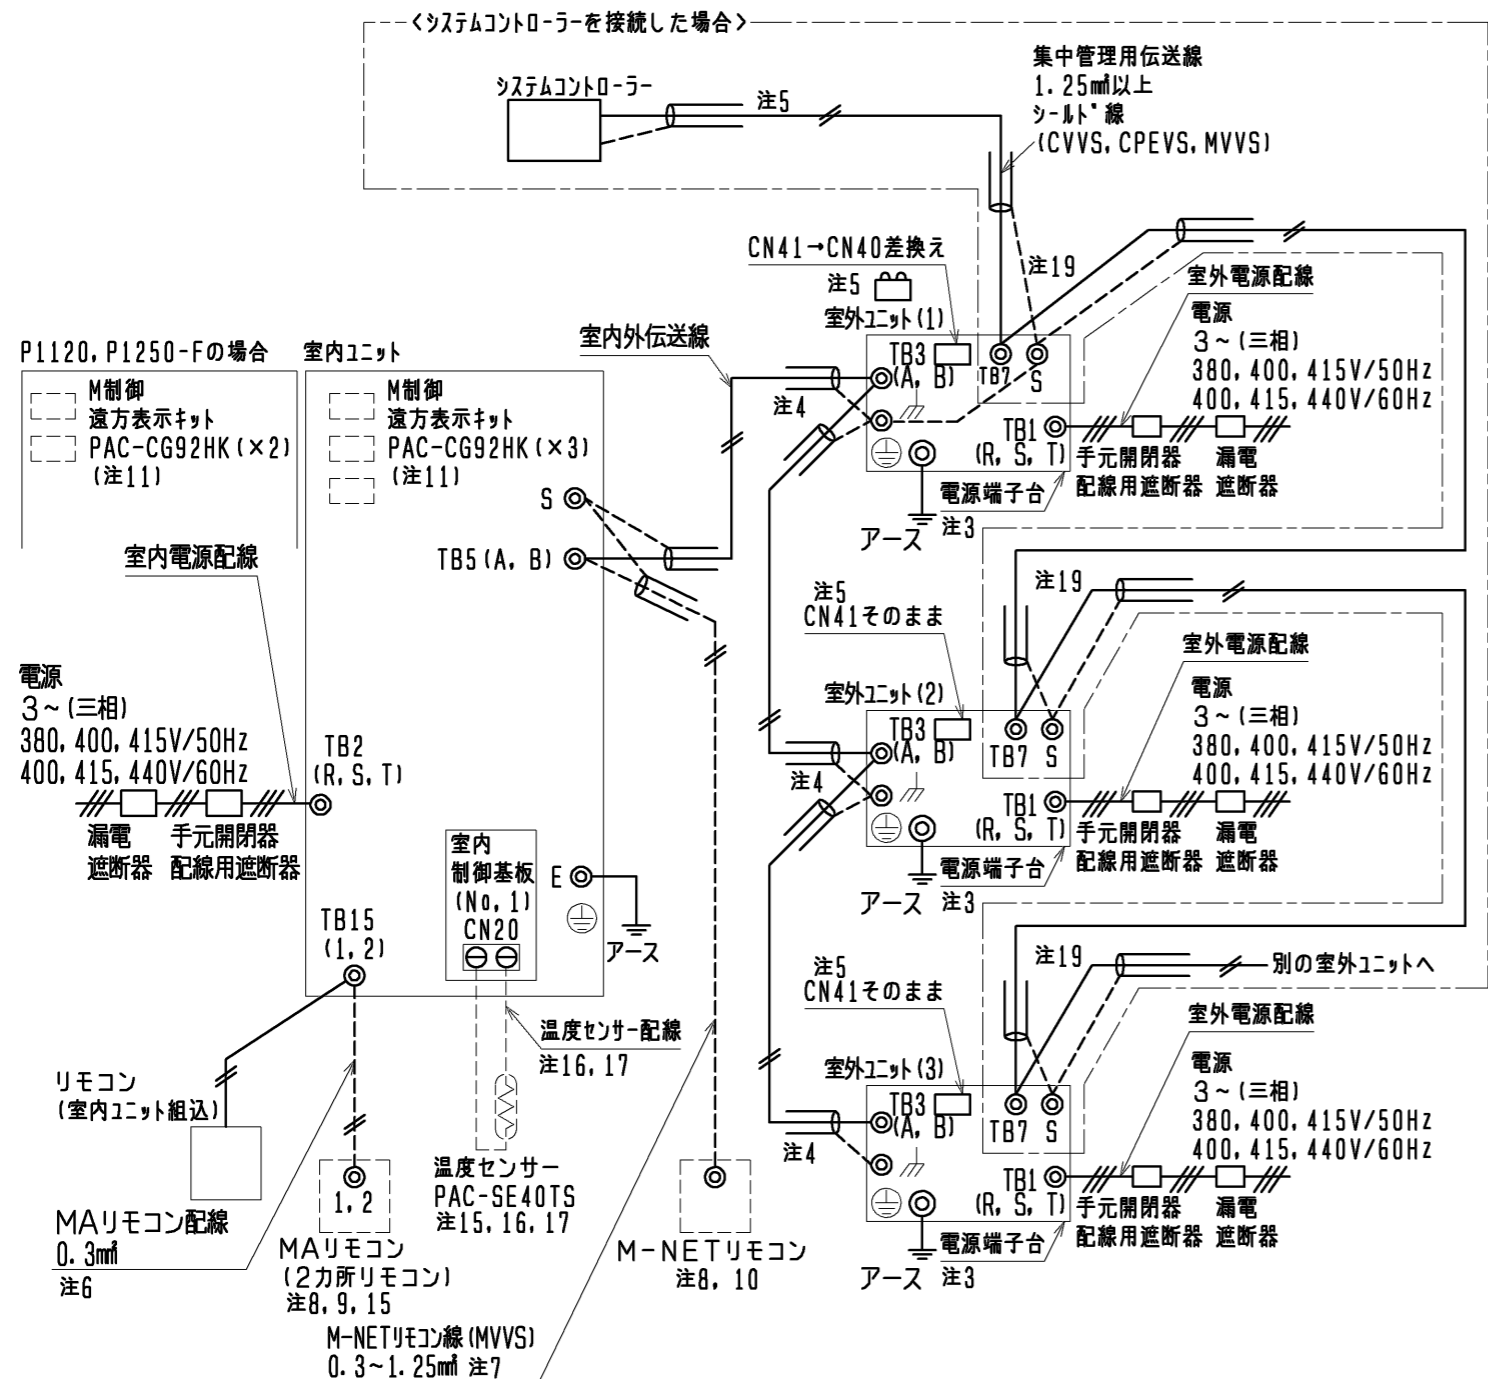 <システムコントローラーを接続した場合>
システムコントローラー
注5
集中管理用伝送線
1.25㎟以上
シールド線
(CVVS, CPEVS, MVVS)
CN41→CN40差換え
注5
室外ユニット(1)
注19
室外電源配線
電源
3~(三相)
380, 400, 415V/50Hz
400, 415, 440V/60Hz
TB3
(A, B)
TB7
S
TB1
(R, S, T)
手元開閉器
配線用遮断器
漏電
遮断器
電源端子台
注3
アース
注4
室内外伝送線
P1120, P1250-Fの場合
M制御
遠方表示キット
PAC-CG92HK(×2)
(注11)
室内ユニット
M制御
遠方表示キット
PAC-CG92HK(×3)
(注11)
S
TB5(A, B)
室内電源配線
電源
3~(三相)
380, 400, 415V/50Hz
400, 415, 440V/60Hz
漏電
遮断器
手元開閉器
配線用遮断器
TB2
(R, S, T)
室内
制御基板
(No, 1)
CN20
E
アース
TB15
(1, 2)
注5
CN41そのまま
室外ユニット(2)
注19
室外電源配線
電源
3~(三相)
380, 400, 415V/50Hz
400, 415, 440V/60Hz
TB3
(A, B)
TB7
S
TB1
(R, S, T)
手元開閉器
配線用遮断器
漏電
遮断器
電源端子台
注3
アース
注4
注5
CN41そのまま
室外ユニット(3)
注19
別の室外ユニットへ
室外電源配線
電源
3~(三相)
380, 400, 415V/50Hz
400, 415, 440V/60Hz
TB3
(A, B)
TB7
S
TB1
(R, S, T)
手元開閉器
配線用遮断器
漏電
遮断器
電源端子台
注3
アース
注4
温度センサー配線
注16, 17
リモコン
(室内ユニット組込)
MAリモコン配線
0.3㎟
注6
1, 2
MAリモコン
(2カ所リモコン)
注8, 9, 15
温度センサー
PAC-SE40TS
注15, 16, 17
M-NETリモコン
注8, 10
M-NETリモコン線(MVVS)
0.3~1.25㎟ 注7